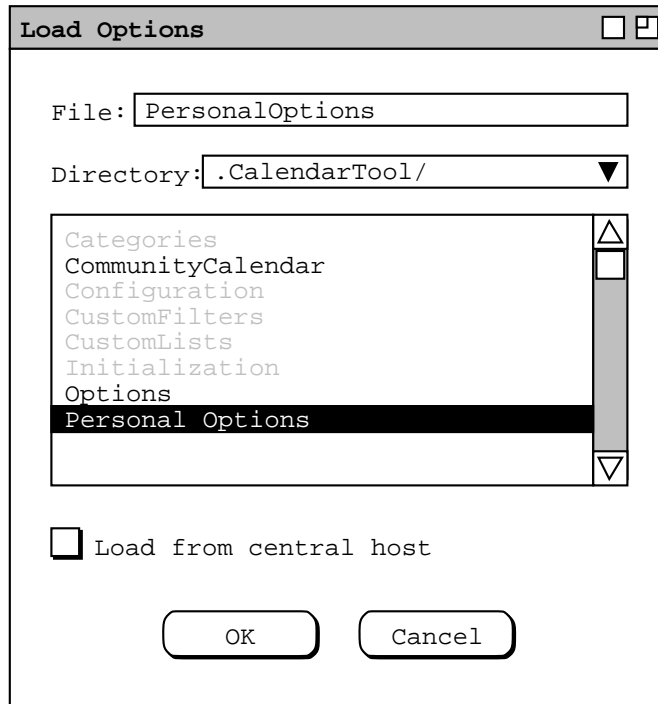 Load Options
File: PersonalOptions
Directory: .CalendarTool/
Categories
CommunityCalendar
Configuration
CustomFilters
CustomLists
Initialization
Options
Personal Options
Load from central host
OK Cancel